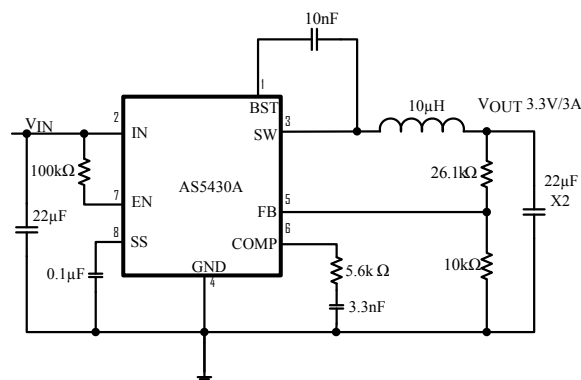 10nF
1
BST
10µH
VOUT 3.3V/3A
VIN
2
IN
3
SW
100kΩ
26.1kΩ
22µF
X2
AS5430A
7
EN
5
FB
22µF
8
SS
6
COMP
0.1µF
GND
4
5.6k Ω
10kΩ
3.3nF